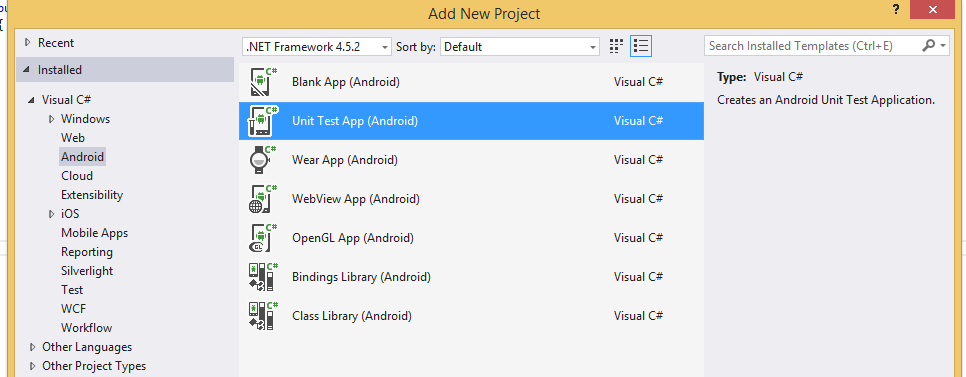 Add New Project
?
Recent
.NET Framework 4.5.2
Sort by: Default
Search Installed Templates (Ctrl+E)
Installed
Visual C#
Windows
Web
Android
Cloud
Extensibility
iOS
Mobile Apps
Reporting
Silverlight
Test
WCF
Workflow
Other Languages
Other Project Types
C# Blank App (Android) Visual C#
C# Unit Test App (Android) Visual C#
C# Wear App (Android) Visual C#
C# WebView App (Android) Visual C#
C# GL OpenGL App (Android) Visual C#
C# Bindings Library (Android) Visual C#
C# Class Library (Android) Visual C#
Type: Visual C#
Creates an Android Unit Test Application.